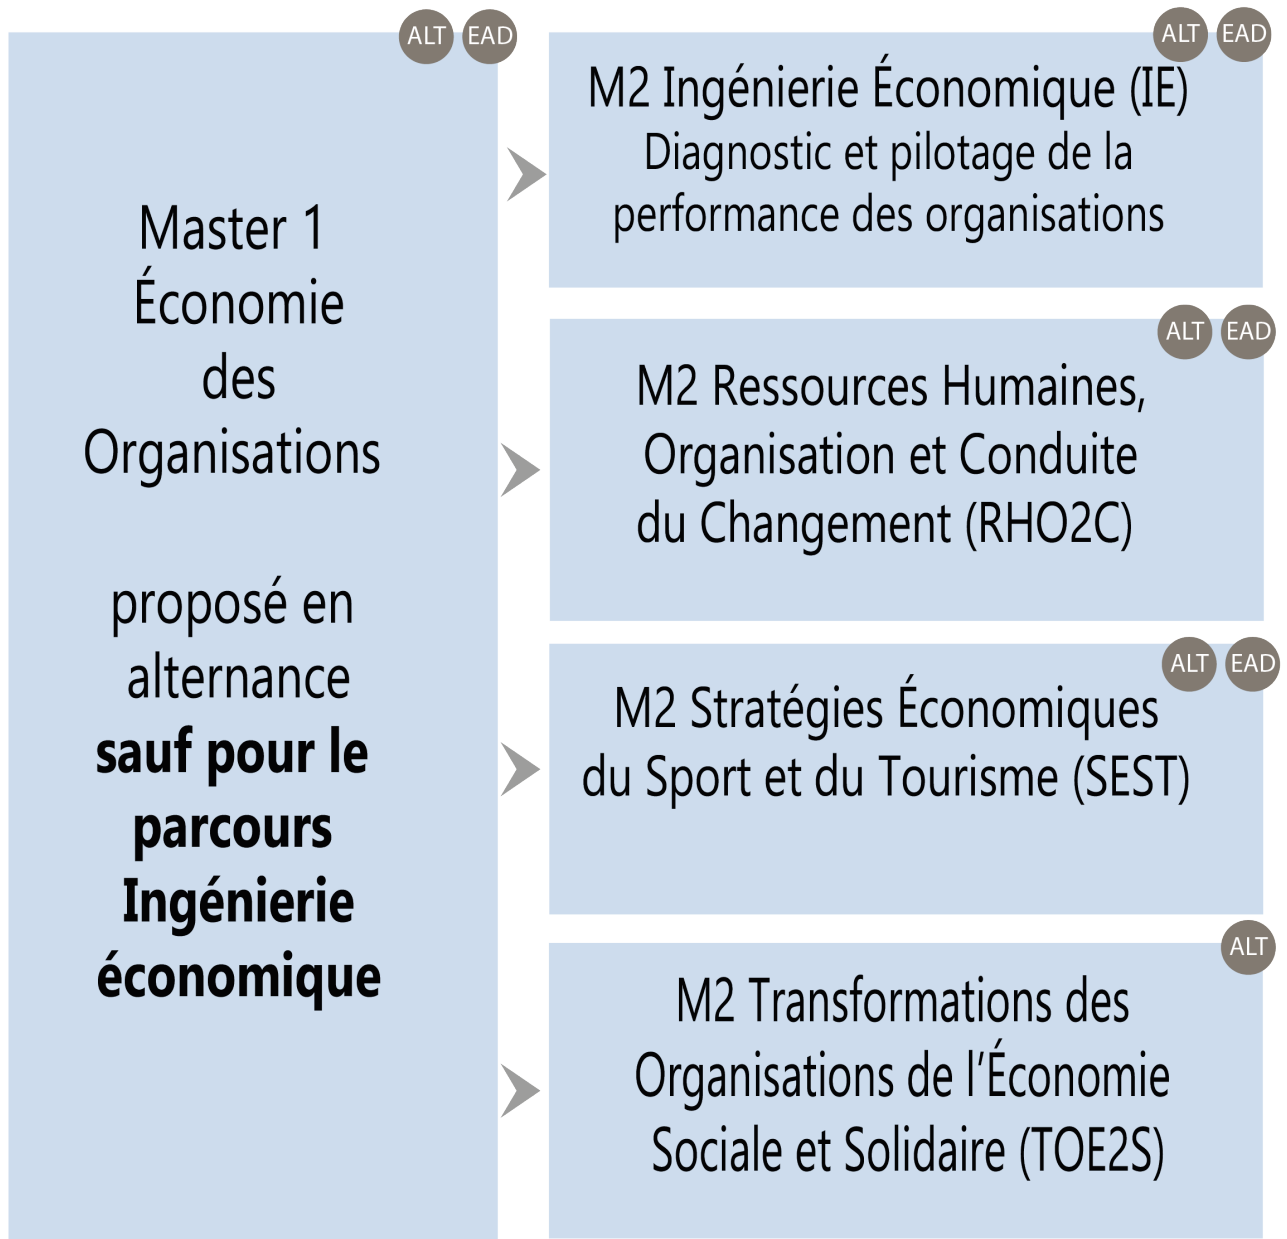 ALT EAD
Master 1
Économie
des
Organisations
proposé en
alternance
sauf pour le
parcours
Ingénierie
économique
ALT EAD
M2 Ingénierie Économique (IE)
Diagnostic et pilotage de la
performance des organisations
ALT EAD
M2 Ressources Humaines,
Organisation et Conduite
du Changement (RHO2C)
ALT EAD
M2 Stratégies Économiques
du Sport et du Tourisme (SEST)
ALT
M2 Transformations des
Organisations de l’Économie
Sociale et Solidaire (TOE2S)